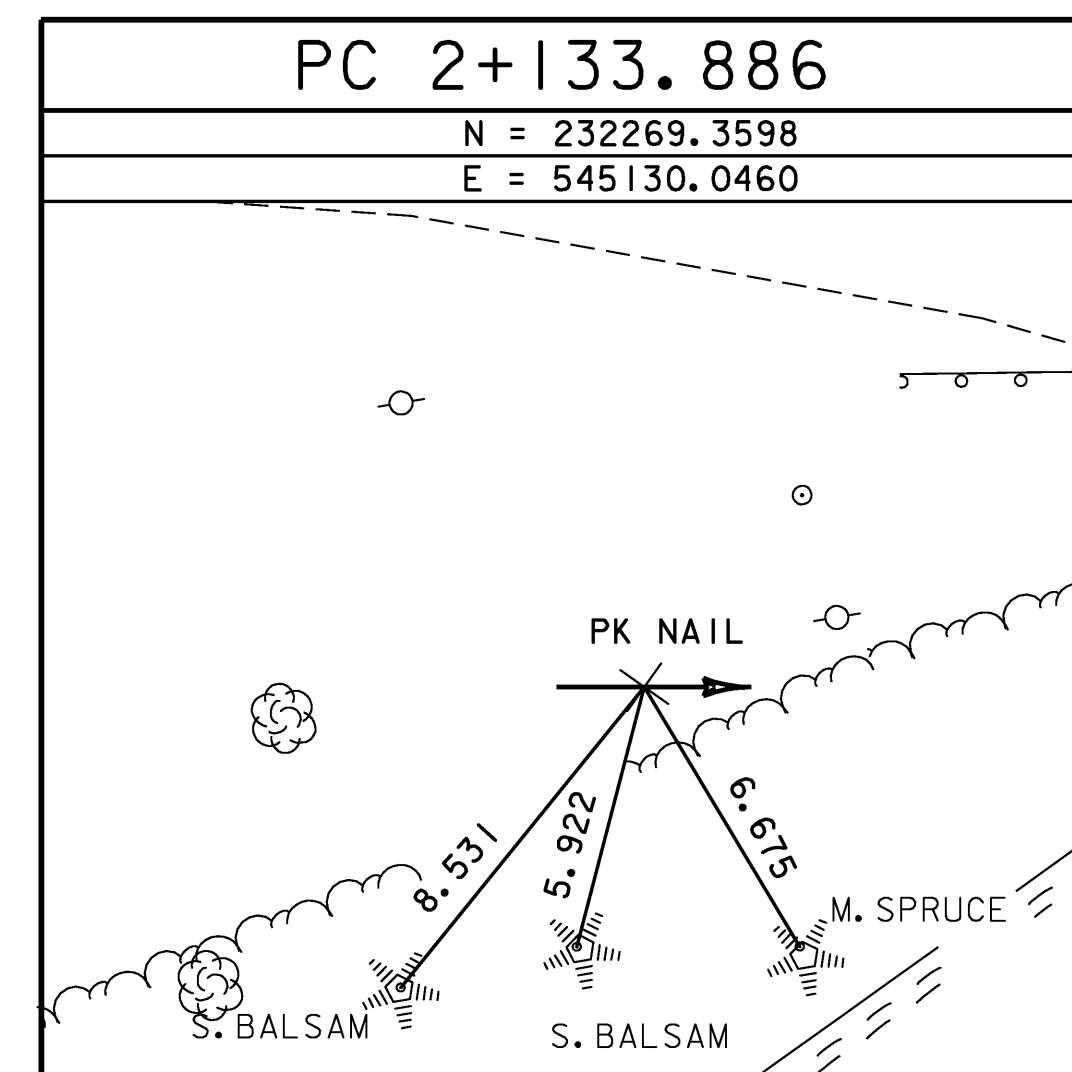 PC 2+133.886
N = 232269.3598
E = 545130.0460
PK NAIL
8.531
5.922
6.675
M. SPRUCE
S. BALSAM
S. BALSAM